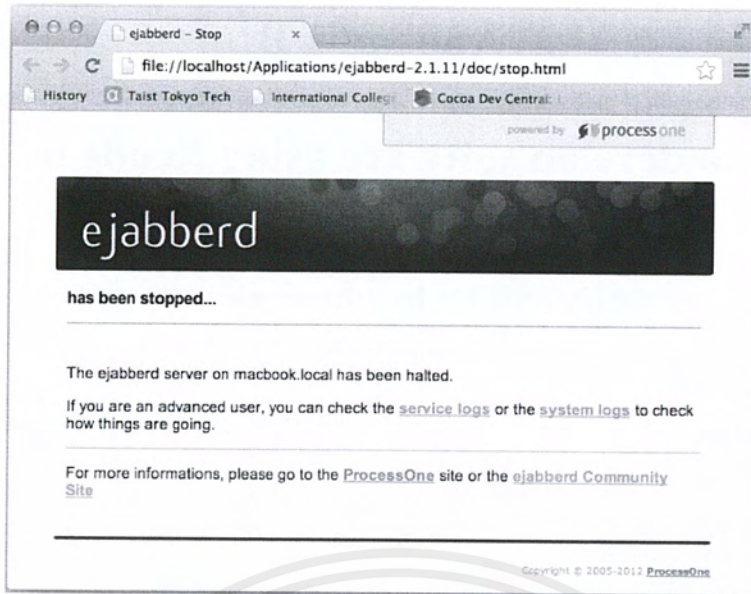 ejabberd – Stop
file://localhost/Applications/ejabberd-2.1.11/doc/stop.html
History Taist Tokyo Tech International Colleg Cocoa Dev Central:
powered by processone
ejabberd
has been stopped...
The ejabberd server on macbook.local has been halted.
If you are an advanced user, you can check the service logs or the system logs to check
how things are going.
For more informations, please go to the ProcessOne site or the ejabberd Community
Site
Copyright © 2005-2012 ProcessOne